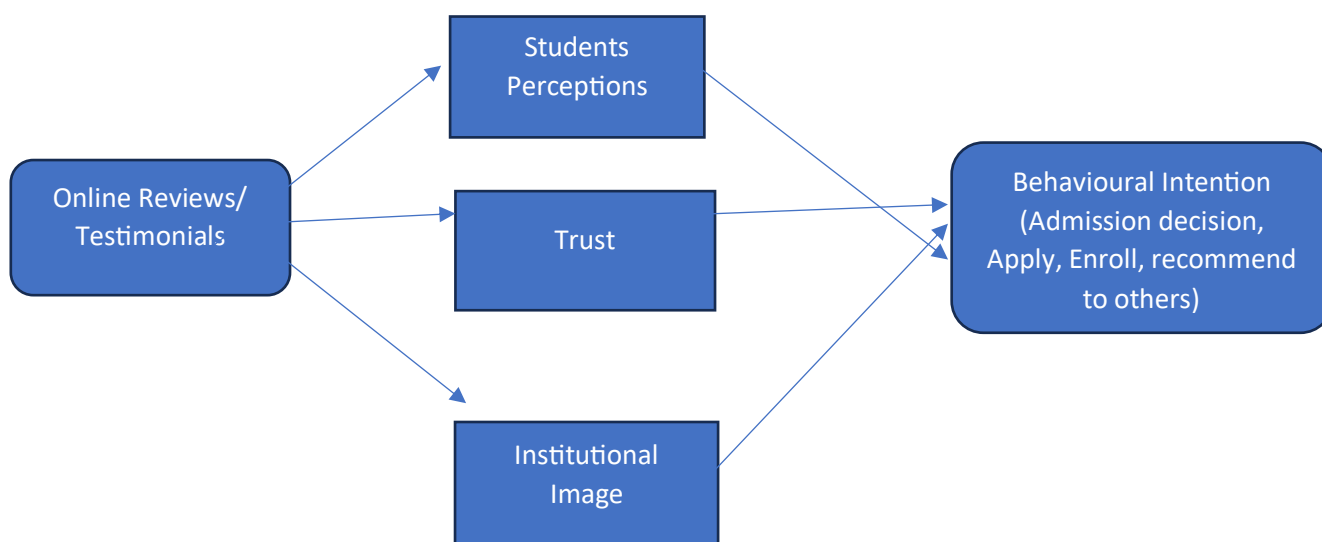 Students
Perceptions
Online Reviews/
Testimonials
Trust
Institutional
Image
Behavioural Intention
(Admission decision,
Apply, Enroll, recommend
to others)